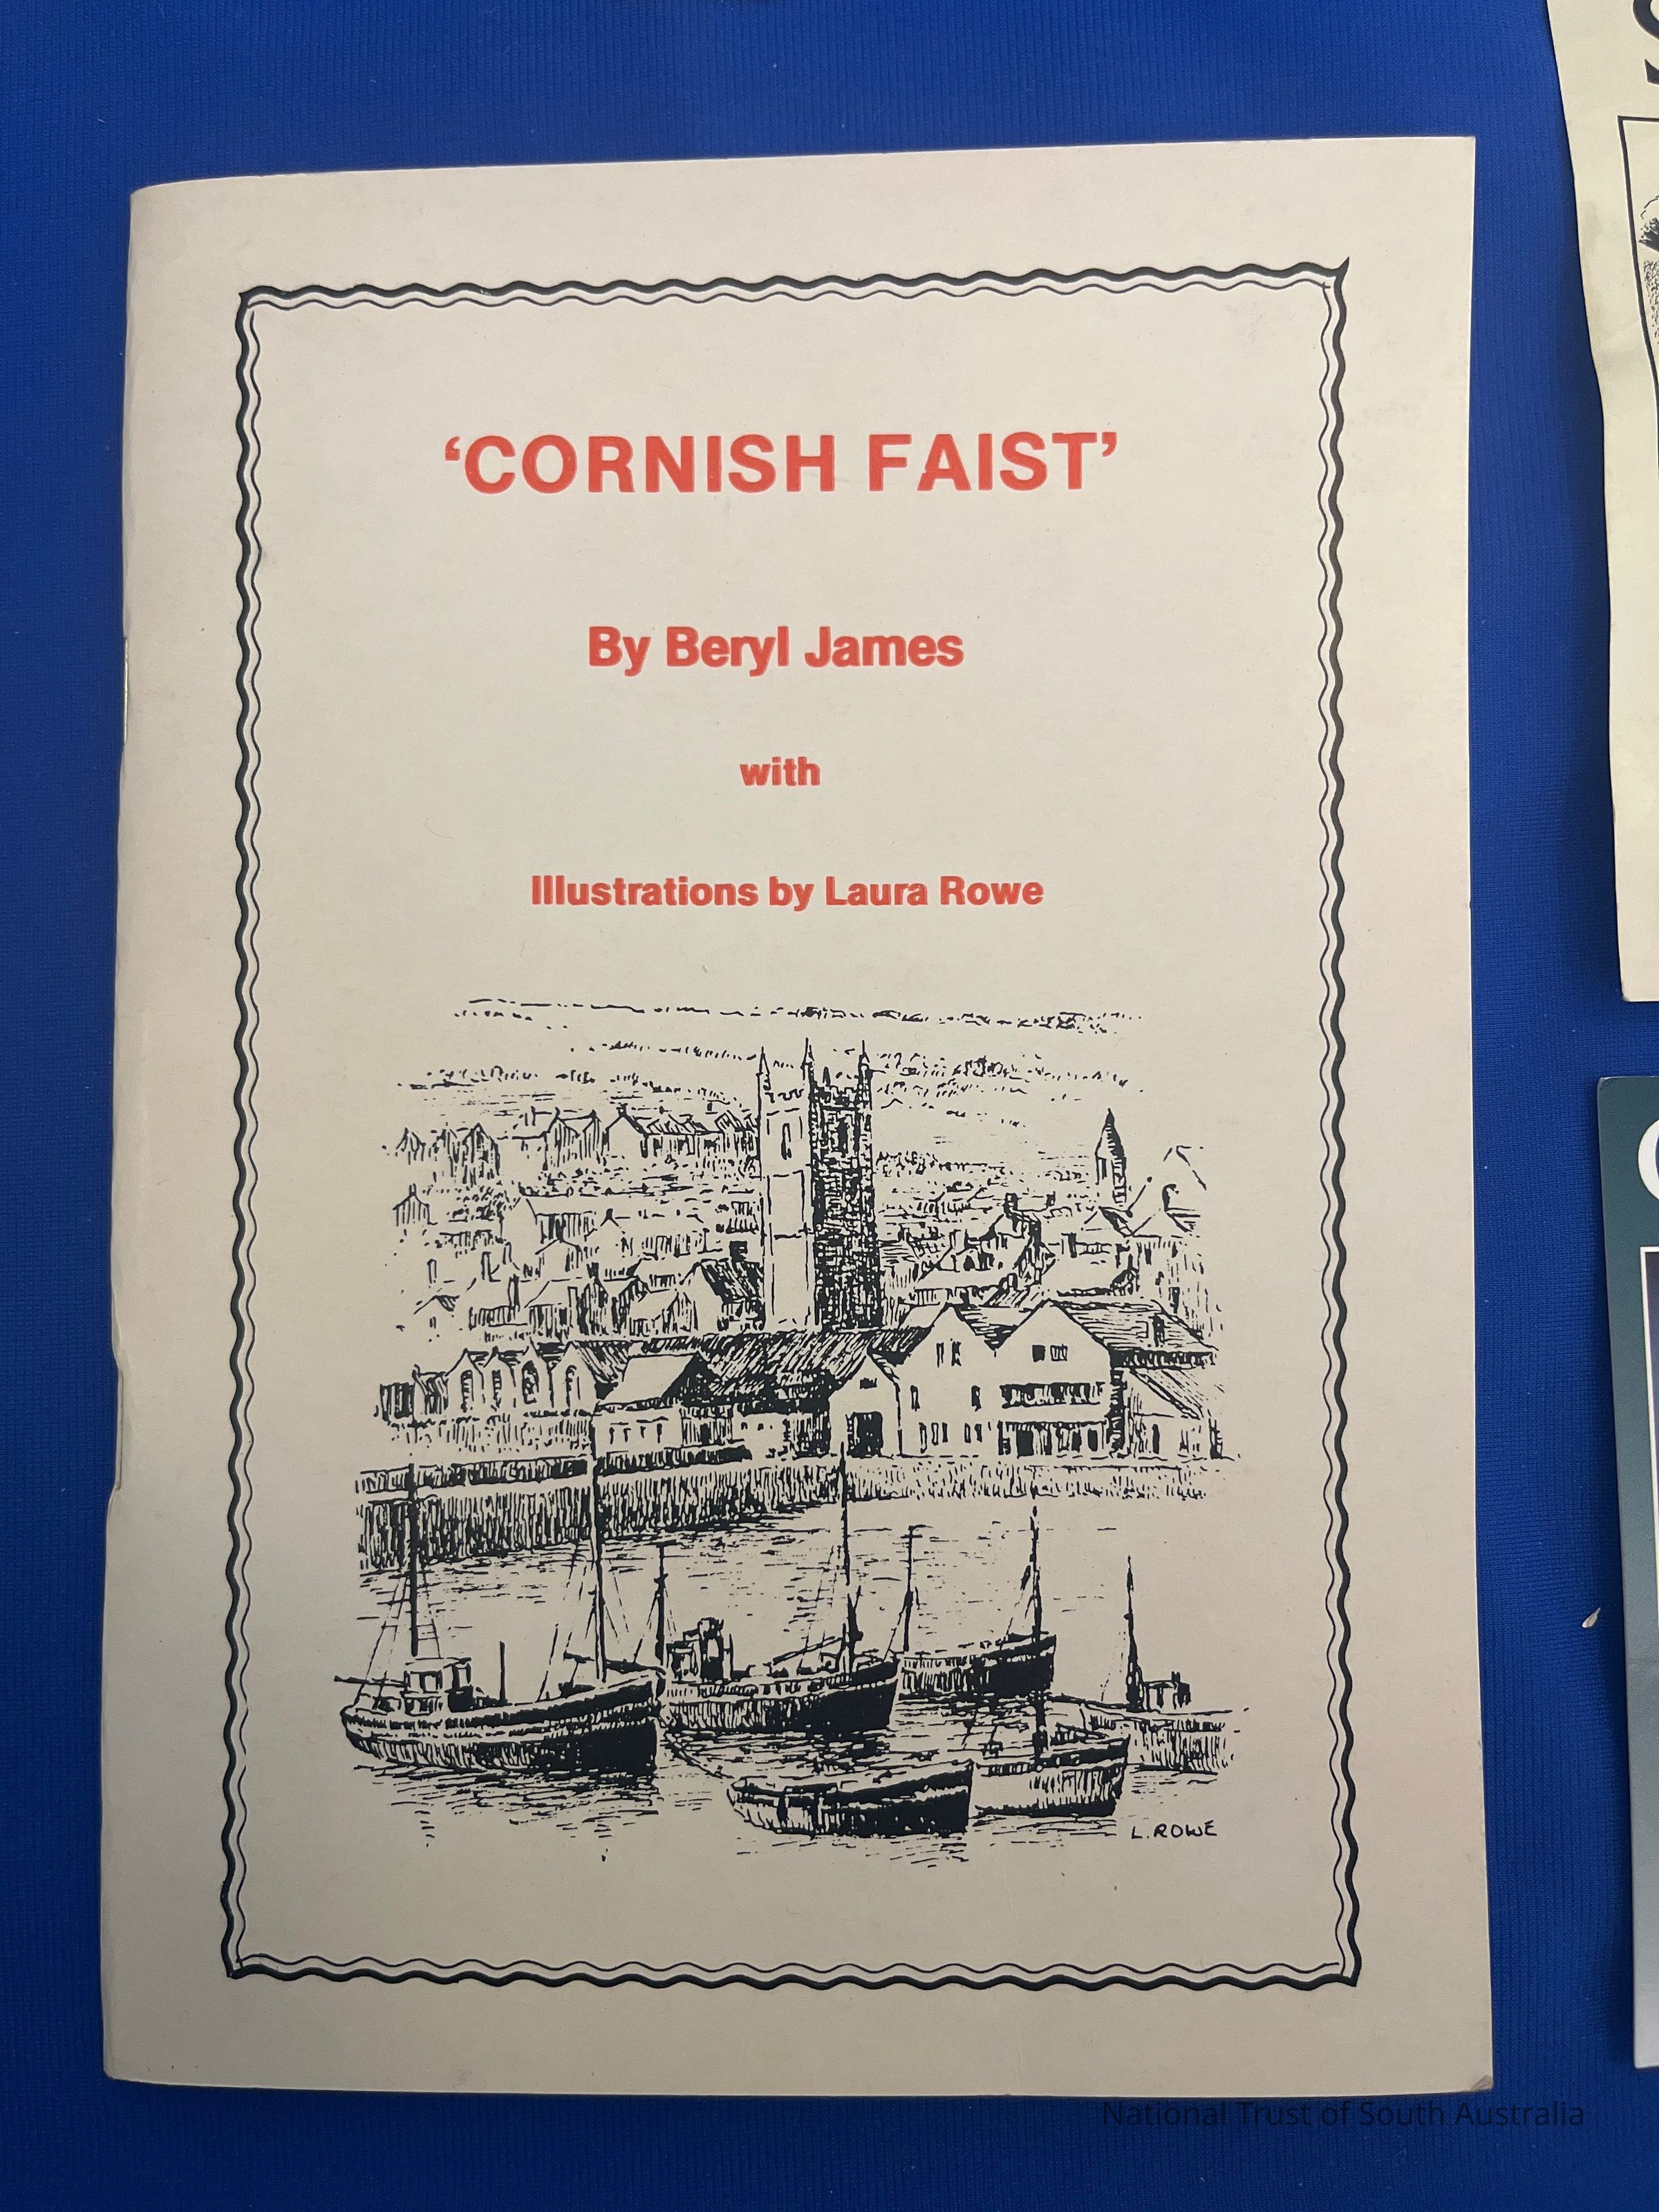 ‘CORNISH FAIST’
By Beryl James
with
Illustrations by Laura Rowe
L. ROWE
National Trust of South Australia